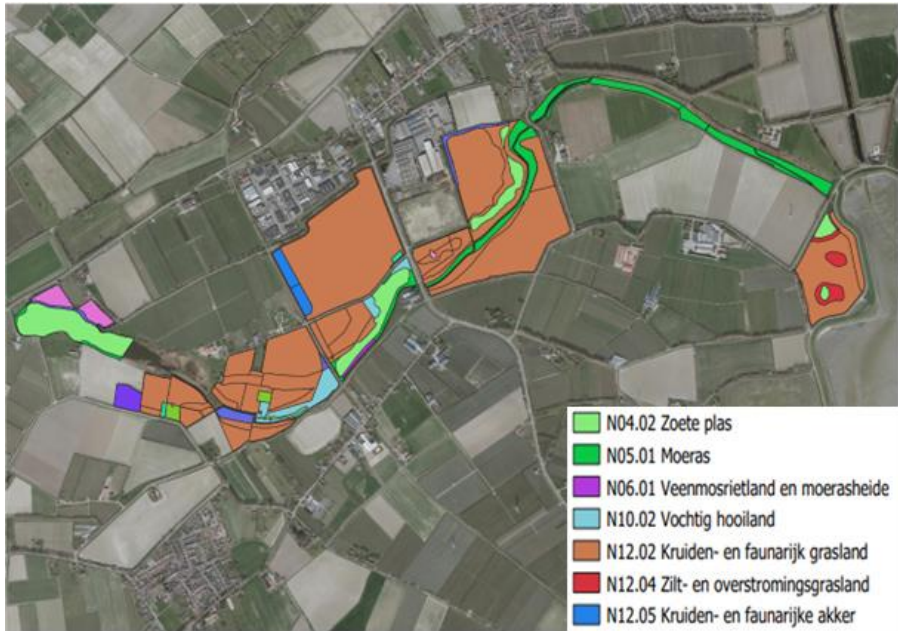 N04.02 Zoete plas
N05.01 Moeras
N06.01 Veenmosrietland en moerasheide
N10.02 Vochtig hooiland
N12.02 Kruiden- en faunarijk grasland
N12.04 Zilt- en overstromingsgrasland
N12.05 Kruiden- en faunarijke akker